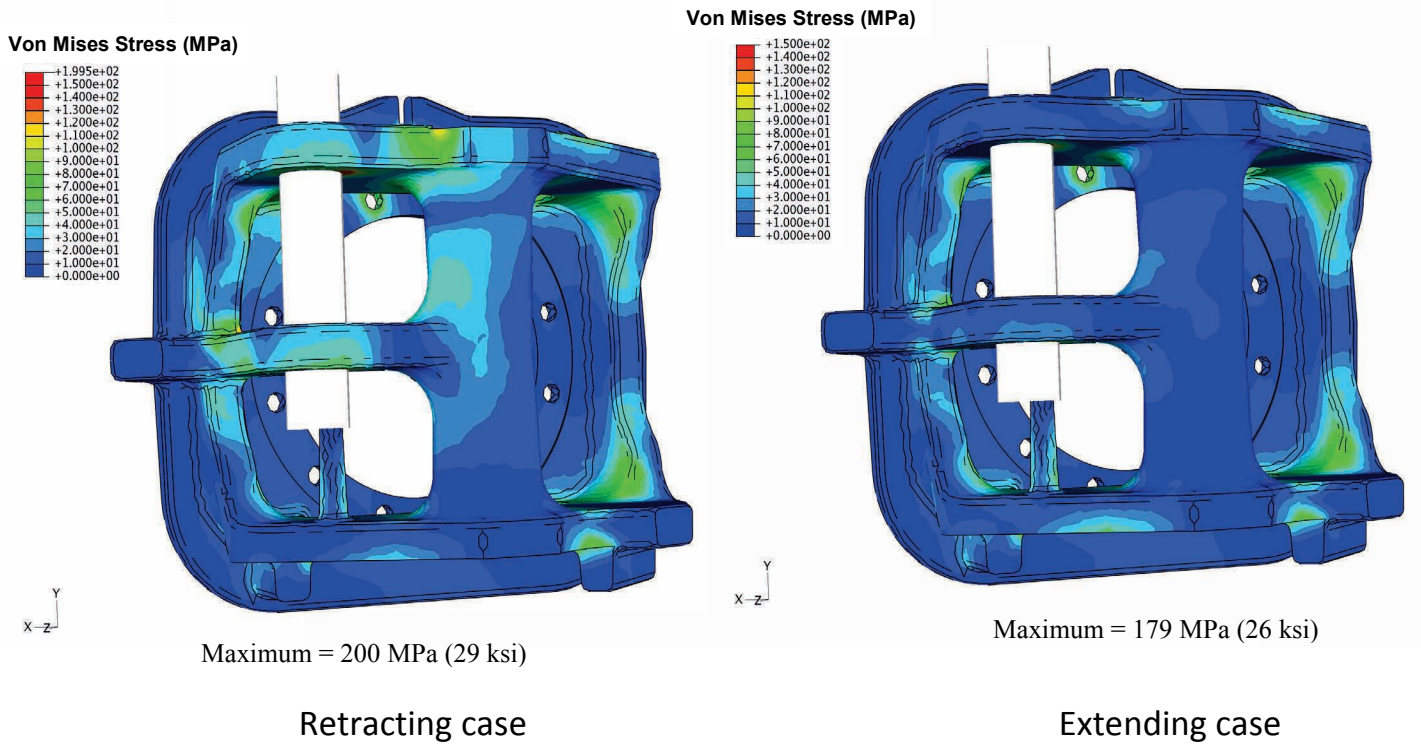 Von Mises Stress (MPa)
+1.995e+02
+1.500e+02
+1.400e+02
+1.300e+02
+1.200e+02
+1.100e+02
+1.000e+02
+9.000e+01
+8.000e+01
+7.000e+01
+6.000e+01
+5.000e+01
+4.000e+01
+3.000e+01
+2.000e+01
+1.000e+01
+0.000e+00
Y
X Z
Maximum = 200 MPa (29 ksi)
Retracting case
Von Mises Stress (MPa)
+1.500e+02
+1.400e+02
+1.300e+02
+1.200e+02
+1.100e+02
+1.000e+02
+9.000e+01
+8.000e+01
+7.000e+01
+6.000e+01
+5.000e+01
+4.000e+01
+3.000e+01
+2.000e+01
+1.000e+01
+0.000e+00
Y
X Z
Maximum = 179 MPa (26 ksi)
Extending case